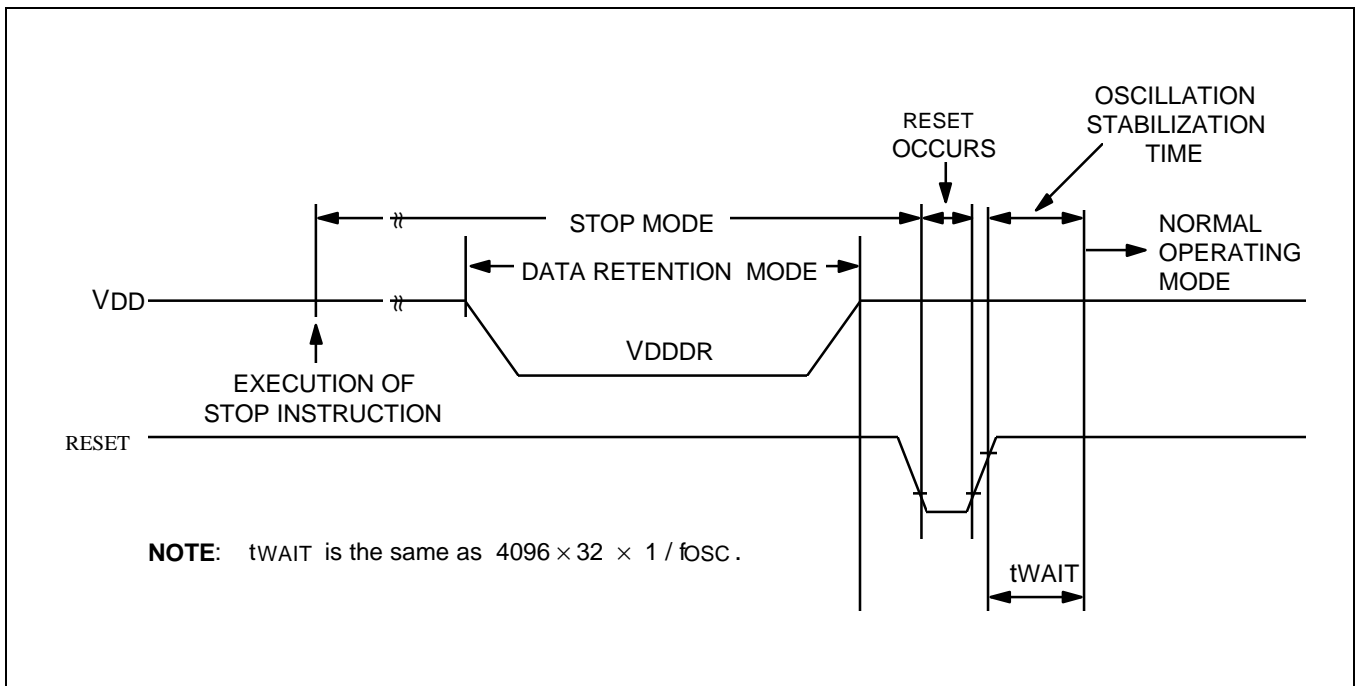 OSCILLATION
STABILIZATION
TIME
RESET
OCCURS
STOP MODE
NORMAL
OPERATING
MODE
DATA RETENTION MODE
VDD
VDDDR
EXECUTION OF
STOP INSTRUCTION
RESET
NOTE: tWAIT is the same as 4096 × 32 × 1 / fOSC.
tWAIT